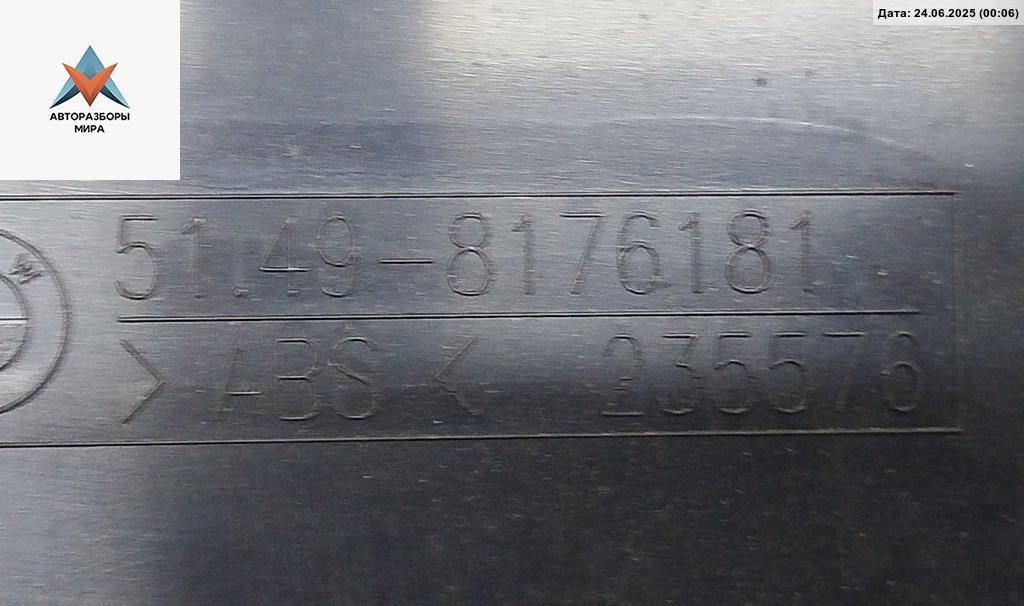 Дата: 24.06.2025 (00:06)
АВТОРАЗБОРЫ
МИРА
51.49-8176181
>ABS< 235576